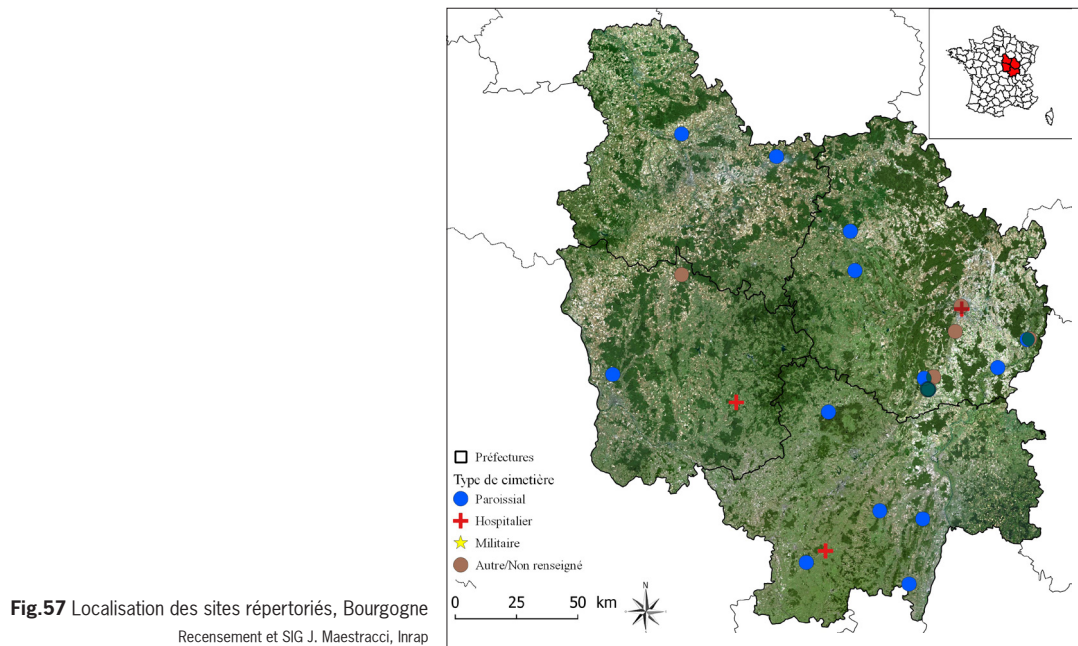 Préfectures
Type de cimetière
Paroissial
Hospitalier
Militaire
Autre/Non renseigné
0 25 50 km
N
Fig.57 Localisation des sites répertoriés, Bourgogne
Recensement et SIG J. Maestracci, Inrap